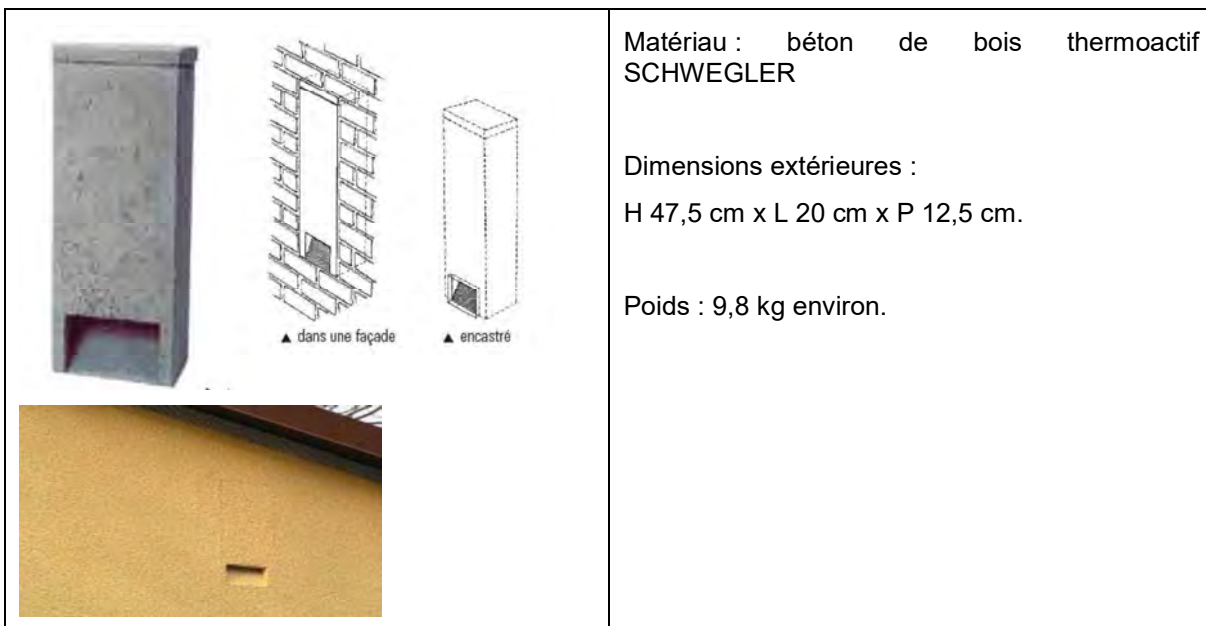 ▲ dans une façade
▲ encastré
Matériau : béton de bois thermoactif
SCHWEGLER
Dimensions extérieures :
H 47,5 cm x L 20 cm x P 12,5 cm.
Poids : 9,8 kg environ.